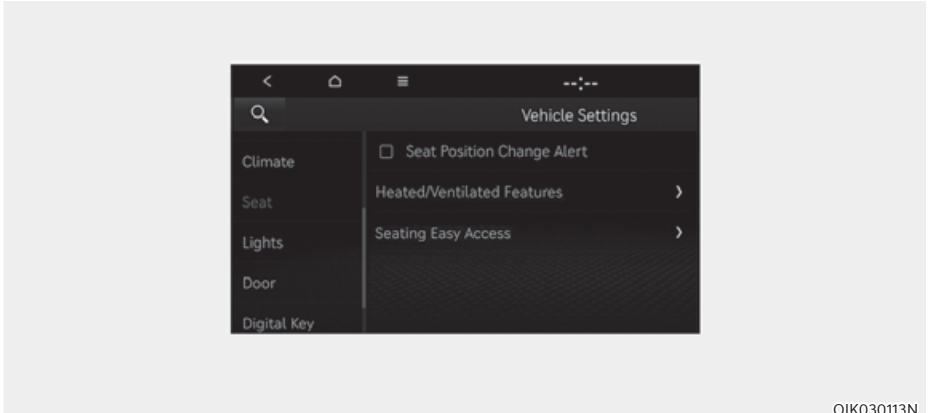 --:--
Vehicle Settings
Climate
Seat Position Change Alert
Seat
Heated/Ventilated Features
Lights
Seating Easy Access
Door
Digital Key
OIK030113N